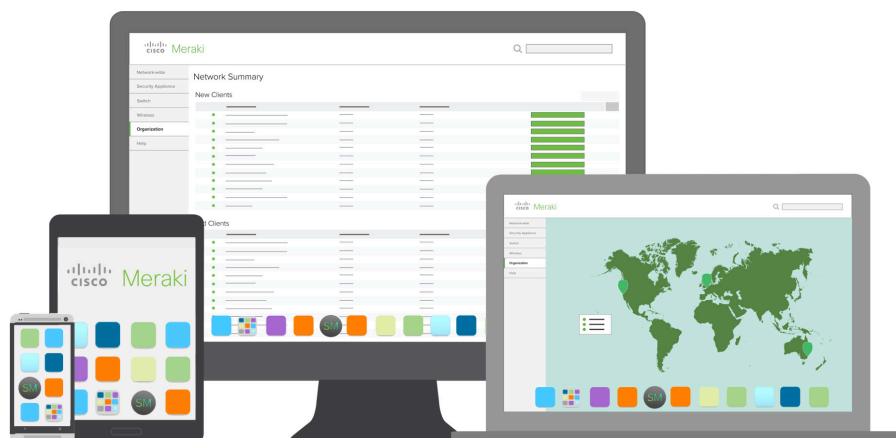 CISCO Meraki
Network-wide
Security Appliance
Switch
Wireless
Organization
Help
Network Summary
New Clients
d Clients
SM
CISCO Meraki
SM
SM
CISCO Meraki
Network-wide
Security Appliance
Switch
Wireless
Organization
Help
SM